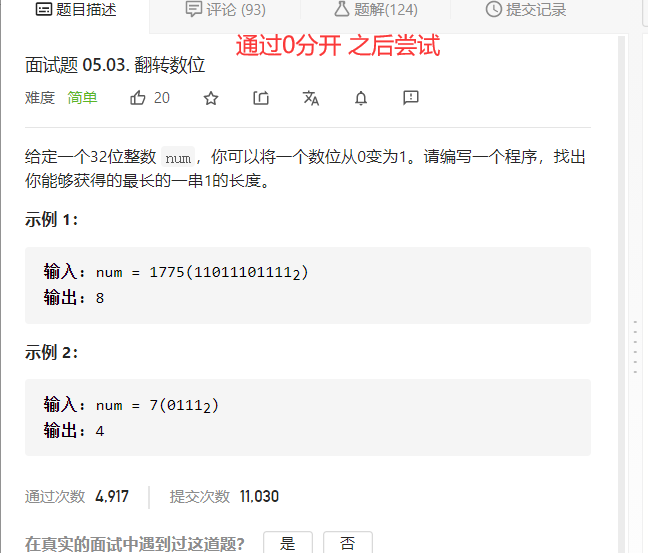 题目描述 评论 (93) 题解(124) 提交记录
通过0分开 之后尝试
面试题 05.03. 翻转数位
难度 简单 20
给定一个32位整数 num，你可以将一个数位从0变为1。请编写一个程序，找出
你能够获得的最长的一串1的长度。
示例 1：
输入：num = 1775(11011101111₂)
输出：8
示例 2：
输入：num = 7(0111₂)
输出：4
通过次数 4,917 提交次数 11,030
在真实的面试中遇到过这道题？ 是 否